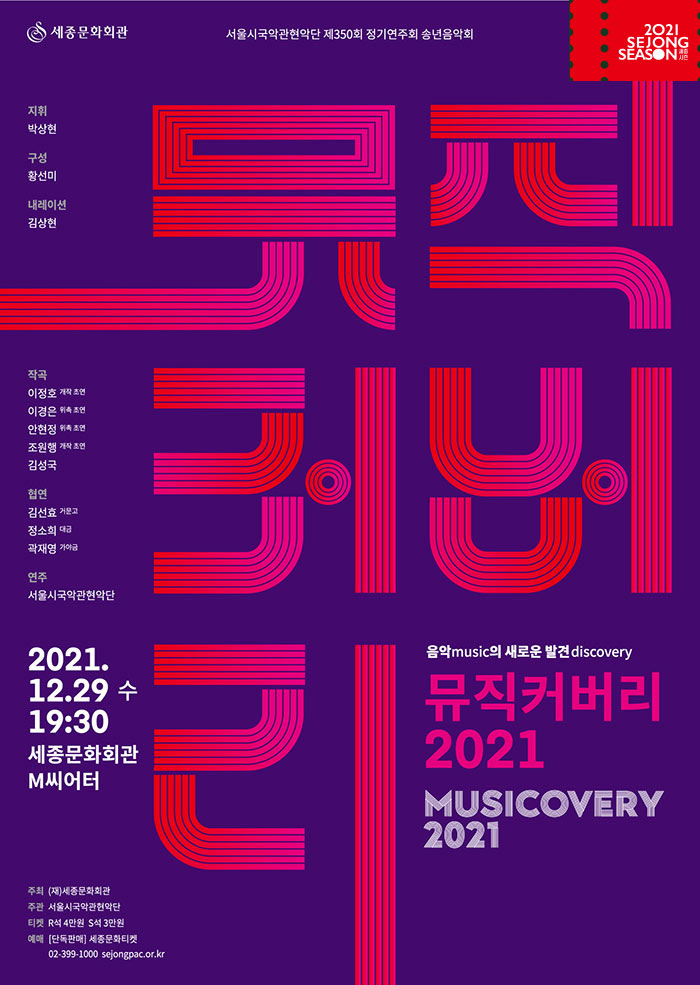 세종문화회관
서울시국악관현악단 제350회 정기연주회 송년음악회
2021
SEJONG
SEASON 세종시즌
지휘
박상현
구성
황선미
내레이션
김상현
뮤직
커버
리
작곡
이정호 개작 초연
이경은 위촉 초연
안현정 위촉 초연
조원행 개작 초연
김성국
협연
김선효 거문고
정소희 대금
곽재영 가야금
연주
서울시국악관현악단
2021.
12.29 수
19:30
세종문화회관
M씨어터
음악music의 새로운 발견discovery
뮤직커버리
2021
MUSICOVERY
2021
주최 (재)세종문화회관
주관 서울시국악관현악단
티켓 R석 4만원 S석 3만원
예매 [단독판매] 세종문화티켓
02-399-1000 sejongpac.or.kr